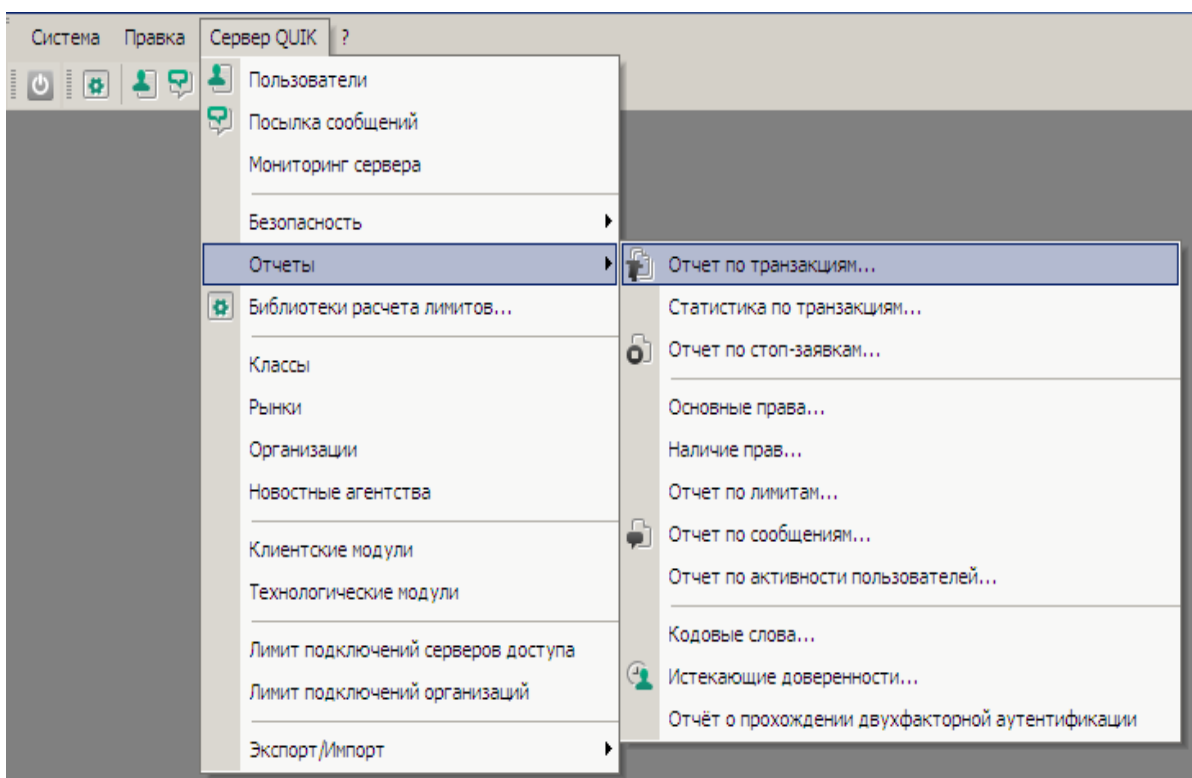 Система Правка Сервер QUIK ?
Пользователи
Посылка сообщений
Мониторинг сервера
Безопасность
Отчеты
Библиотеки расчета лимитов...
Классы
Рынки
Организации
Новостные агентства
Клиентские модули
Технологические модули
Лимит подключений серверов доступа
Лимит подключений организаций
Экспорт/Импорт
Отчет по транзакциям...
Статистика по транзакциям...
Отчет по стоп-заявкам...
Основные права...
Наличие прав...
Отчет по лимитам...
Отчет по сообщениям...
Отчет по активности пользователей...
Кодовые слова...
Истекающие доверенности...
Отчёт о прохождении двухфакторной аутентификации